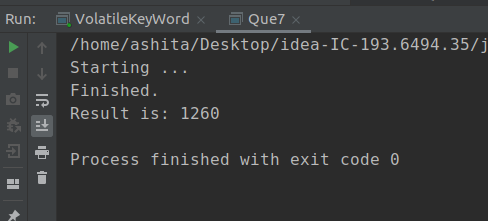 Run: VolatileKeyWord × Que7 ×
/home/ashita/Desktop/idea-IC-193.6494.35/j
Starting ...
Finished.
Result is: 1260
Process finished with exit code 0